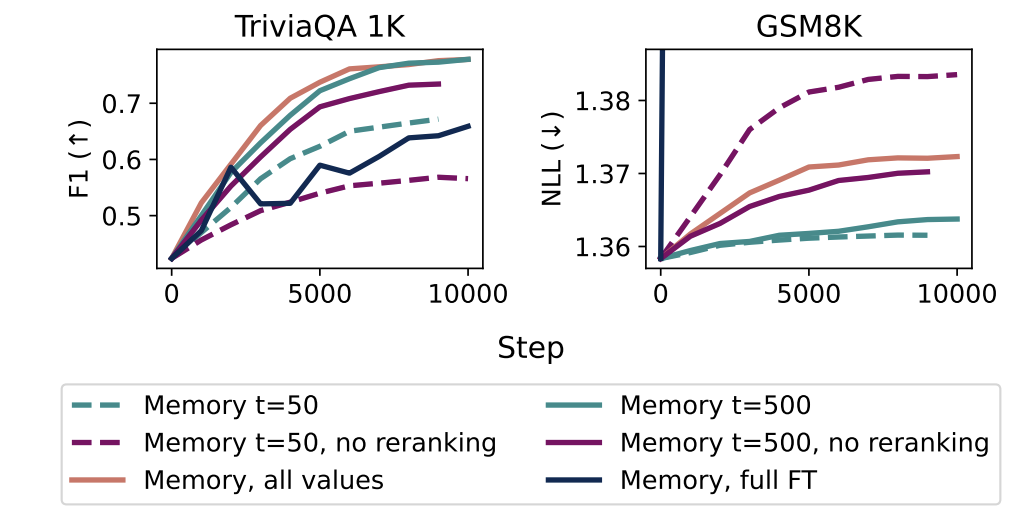 TriviaQA 1K
GSM8K
F1 (↑)
0.7
0.6
0.5
0
5000
10000
NLL (↓)
1.38
1.37
1.36
0
5000
10000
Step
Memory t=50
Memory t=50, no reranking
Memory, all values
Memory t=500
Memory t=500, no reranking
Memory, full FT